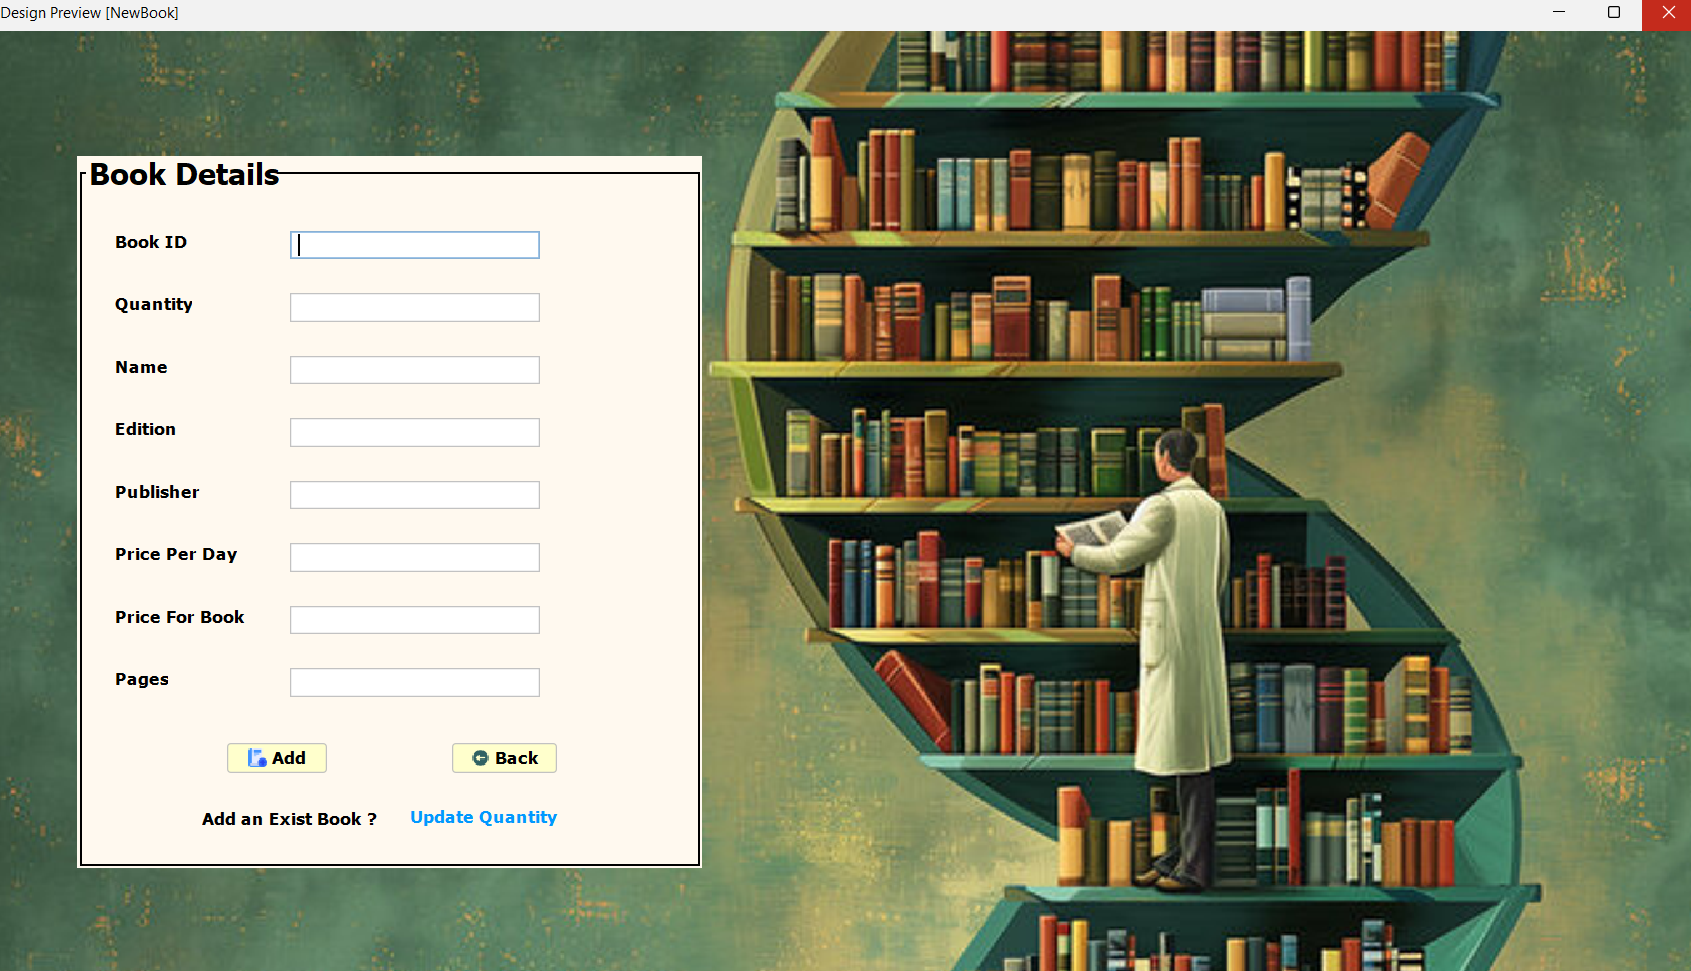 Design Preview [NewBook]
Book Details
Book ID
Quantity
Name
Edition
Publisher
Price Per Day
Price For Book
Pages
Add Back
Add an Exist Book ? Update Quantity